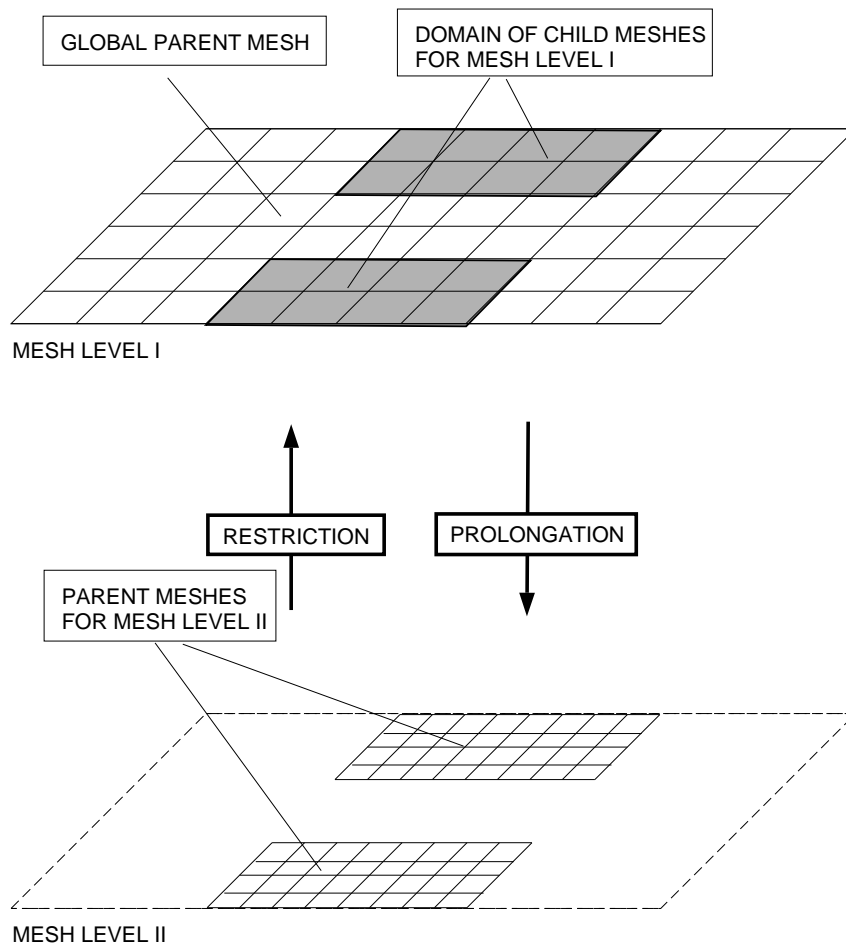 GLOBAL PARENT MESH
DOMAIN OF CHILD MESHES
FOR MESH LEVEL I
MESH LEVEL I
RESTRICTION
PROLONGATION
PARENT MESHES
FOR MESH LEVEL II
MESH LEVEL II